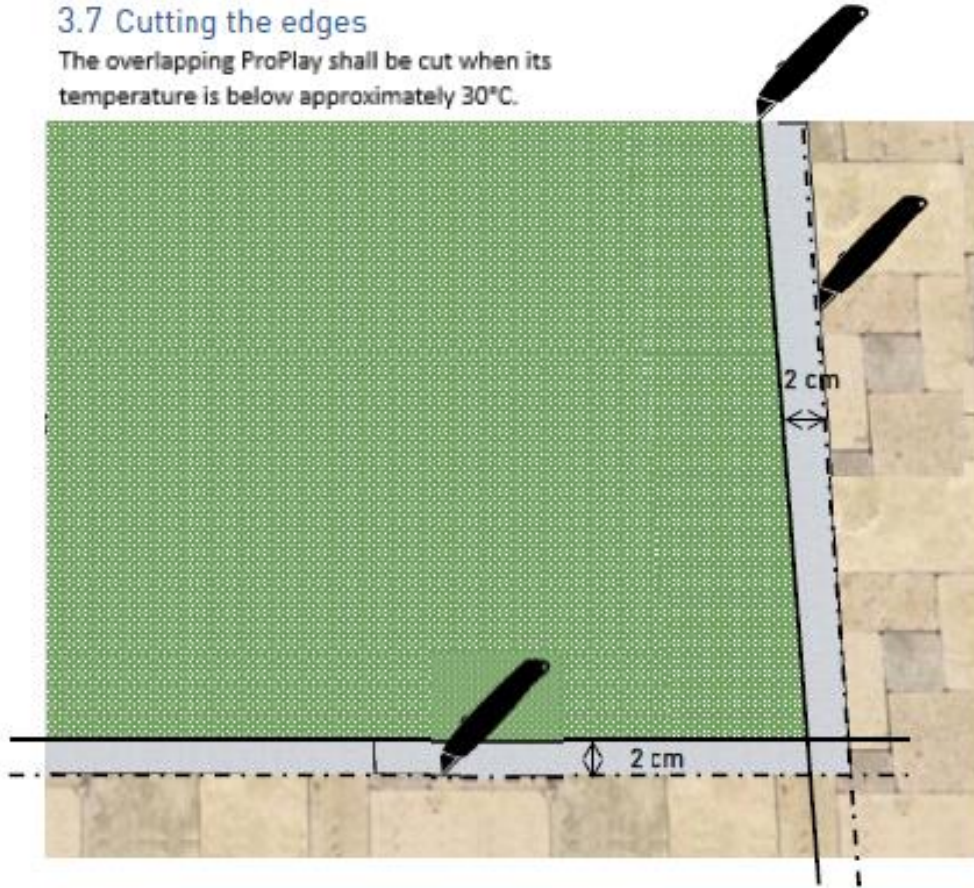 3.7 Cutting the edges
The overlapping ProPlay shall be cut when its
temperature is below approximately 30°C.
2 cm
2 cm